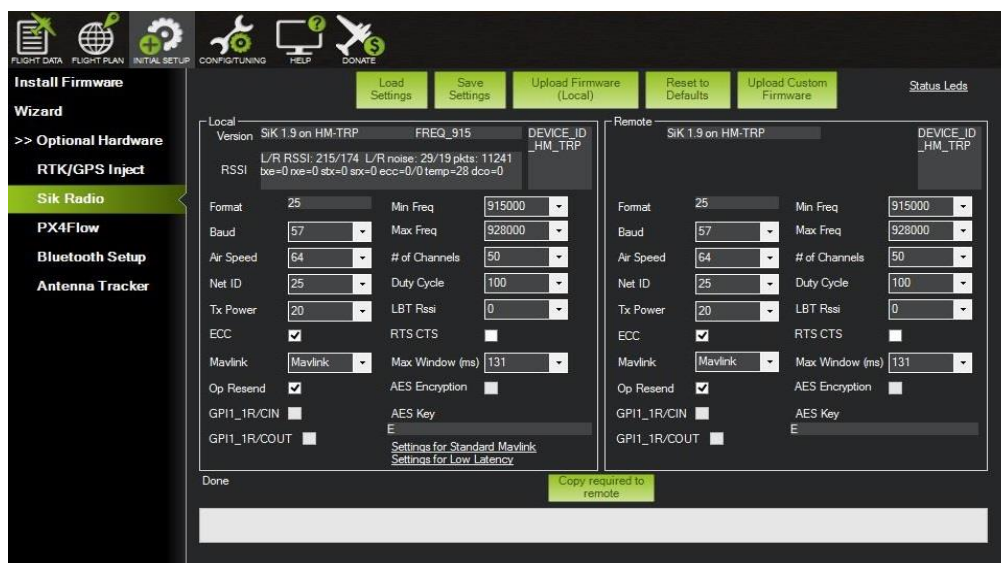 FLIGHT DATA FLIGHT PLAN INITIAL SETUP CONFIG/TUNING HELP DONATE
Install Firmware
Wizard
>> Optional Hardware
RTK/GPS Inject
Sik Radio
PX4Flow
Bluetooth Setup
Antenna Tracker
Load Settings
Save Settings
Upload Firmware (Local)
Reset to Defaults
Upload Custom Firmware
Status Leds
Local
Version SiK 1.9 on HM-TRP FREQ_915 DEVICE_ID_HM_TRP
RSSI
L/R RSSI: 215/174 L/R noise: 29/19 pkts: 11241
txe=0 rxe=0 stx=0 srx=0 ecc=0/0 temp=28 dco=0
Format 25 Min Freq 915000
Baud 57 Max Freq 928000
Air Speed 64 # of Channels 50
Net ID 25 Duty Cycle 100
Tx Power 20 LBT Rssi 0
ECC RTS CTS
Mavlink Mavlink Max Window (ms) 131
Op Resend AES Encryption
GPI1_1R/CIN AES Key
E
GPI1_1R/COUT
Settings for Standard Mavlink
Settings for Low Latency
Remote
SiK 1.9 on HM-TRP DEVICE_ID_HM_TRP
Format 25 Min Freq 915000
Baud 57 Max Freq 928000
Air Speed 64 # of Channels 50
Net ID 25 Duty Cycle 100
Tx Power 20 LBT Rssi 0
ECC RTS CTS
Mavlink Mavlink Max Window (ms) 131
Op Resend AES Encryption
GPI1_1R/CIN AES Key
E
GPI1_1R/COUT
Done
Copy required to remote